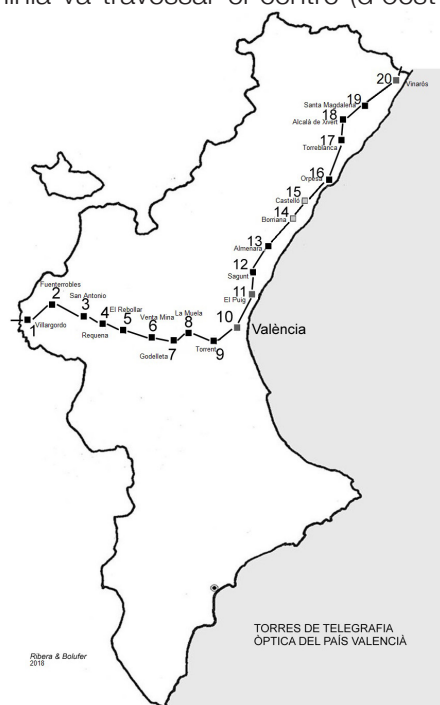 línia va travessar el centre (d'oest
20
Vinaròs
19
Santa Magdalena
18
Alcalá de Xivert
17
Torreblanca
16
Orpesa
15
Castelló
14
Borriana
13
Almenara
12
Sagunt
11
El Puig
10
València
Fuenterrobles
2
San Antonio
1
Villargordo
3
4
El Rebollar
5
Requena
Venta Mina
6
La Muela
8
Godelleta
7
Torrent
9
TORRES DE TELEGRAFIA
ÒPTICA DEL PAÍS VALENCIÀ
Ribera & Bolufer
2018